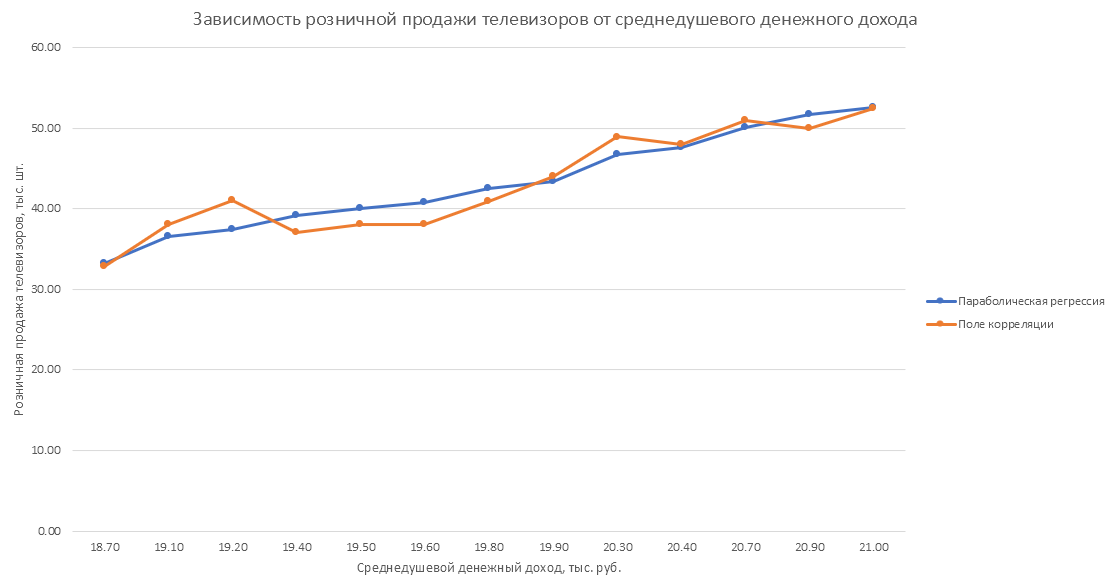 Зависимость розничной продажи телевизоров от среднедушевого денежного дохода
60.00
50.00
40.00
30.00
20.00
10.00
0.00
Розничная продажа телевизоров, тыс. шт.
18.70 19.10 19.20 19.40 19.50 19.60 19.80 19.90 20.30 20.40 20.70 20.90 21.00
Среднедушевой денежный доход, тыс. руб.
Параболическая регрессия
Поле корреляции